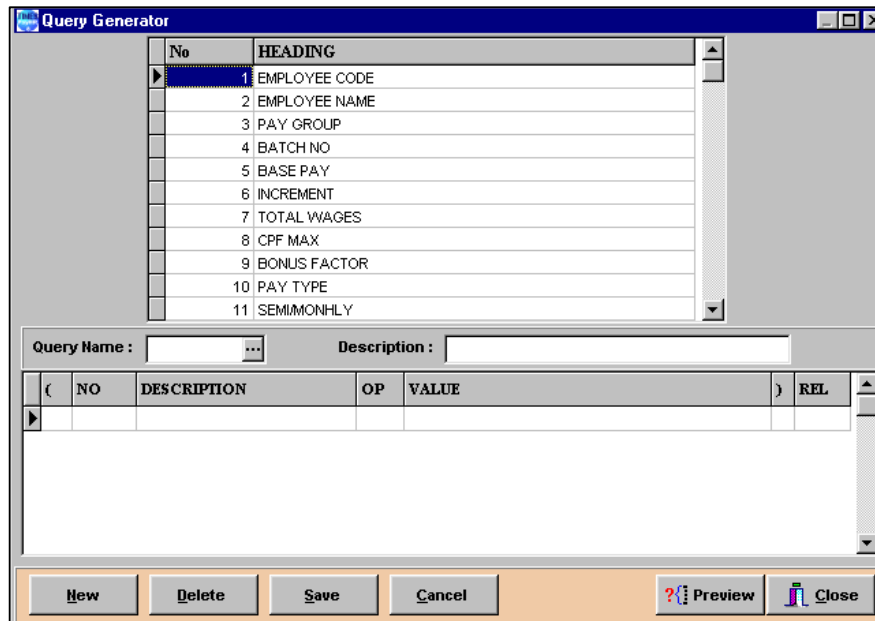 Query Generator
No HEADING
1 EMPLOYEE CODE
2 EMPLOYEE NAME
3 PAY GROUP
4 BATCH NO
5 BASE PAY
6 INCREMENT
7 TOTAL WAGES
8 CPF MAX
9 BONUS FACTOR
10 PAY TYPE
11 SEMI/MONHLY
Query Name : ... Description :
( NO DESCRIPTION OP VALUE ) REL
New Delete Save Cancel ?{ Preview Close